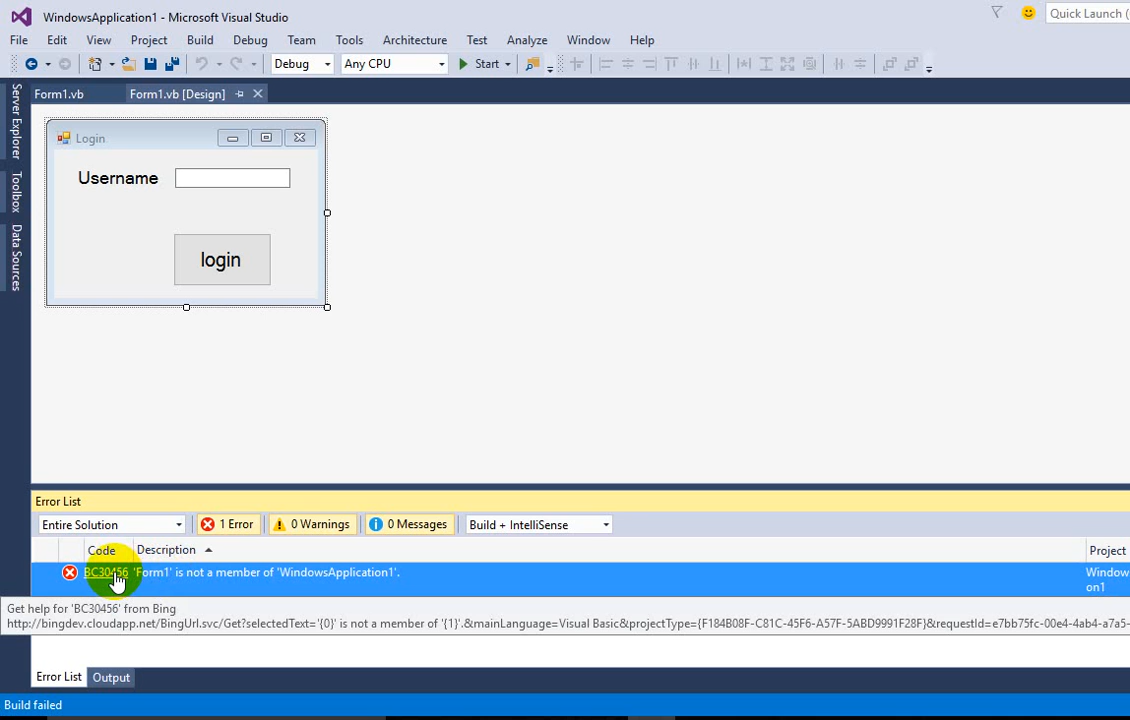 WindowsApplication1 - Microsoft Visual Studio
Quick Launch (
File Edit View Project Build Debug Team Tools Architecture Test Analyze Window Help
Debug Any CPU Start
Form1.vb Form1.vb [Design]
Server Explorer
Toolbox
Data Sources
Login
Username
login
Error List
Entire Solution 1 Error 0 Warnings 0 Messages Build + IntelliSense
Code Description Project
BC30456 'Form1' is not a member of 'WindowsApplication1'. Window
on1
Get help for 'BC30456' from Bing
http://bingdev.cloudapp.net/BingUrl.svc/Get?selectedText='{0}' is not a member of '{1}'.&mainLanguage=Visual Basic&projectType={F184B08F-C81C-45F6-A57F-5ABD9991F28F}&requestId=e7bb75fc-00e4-4ab4-a7a5-
Error List Output
Build failed